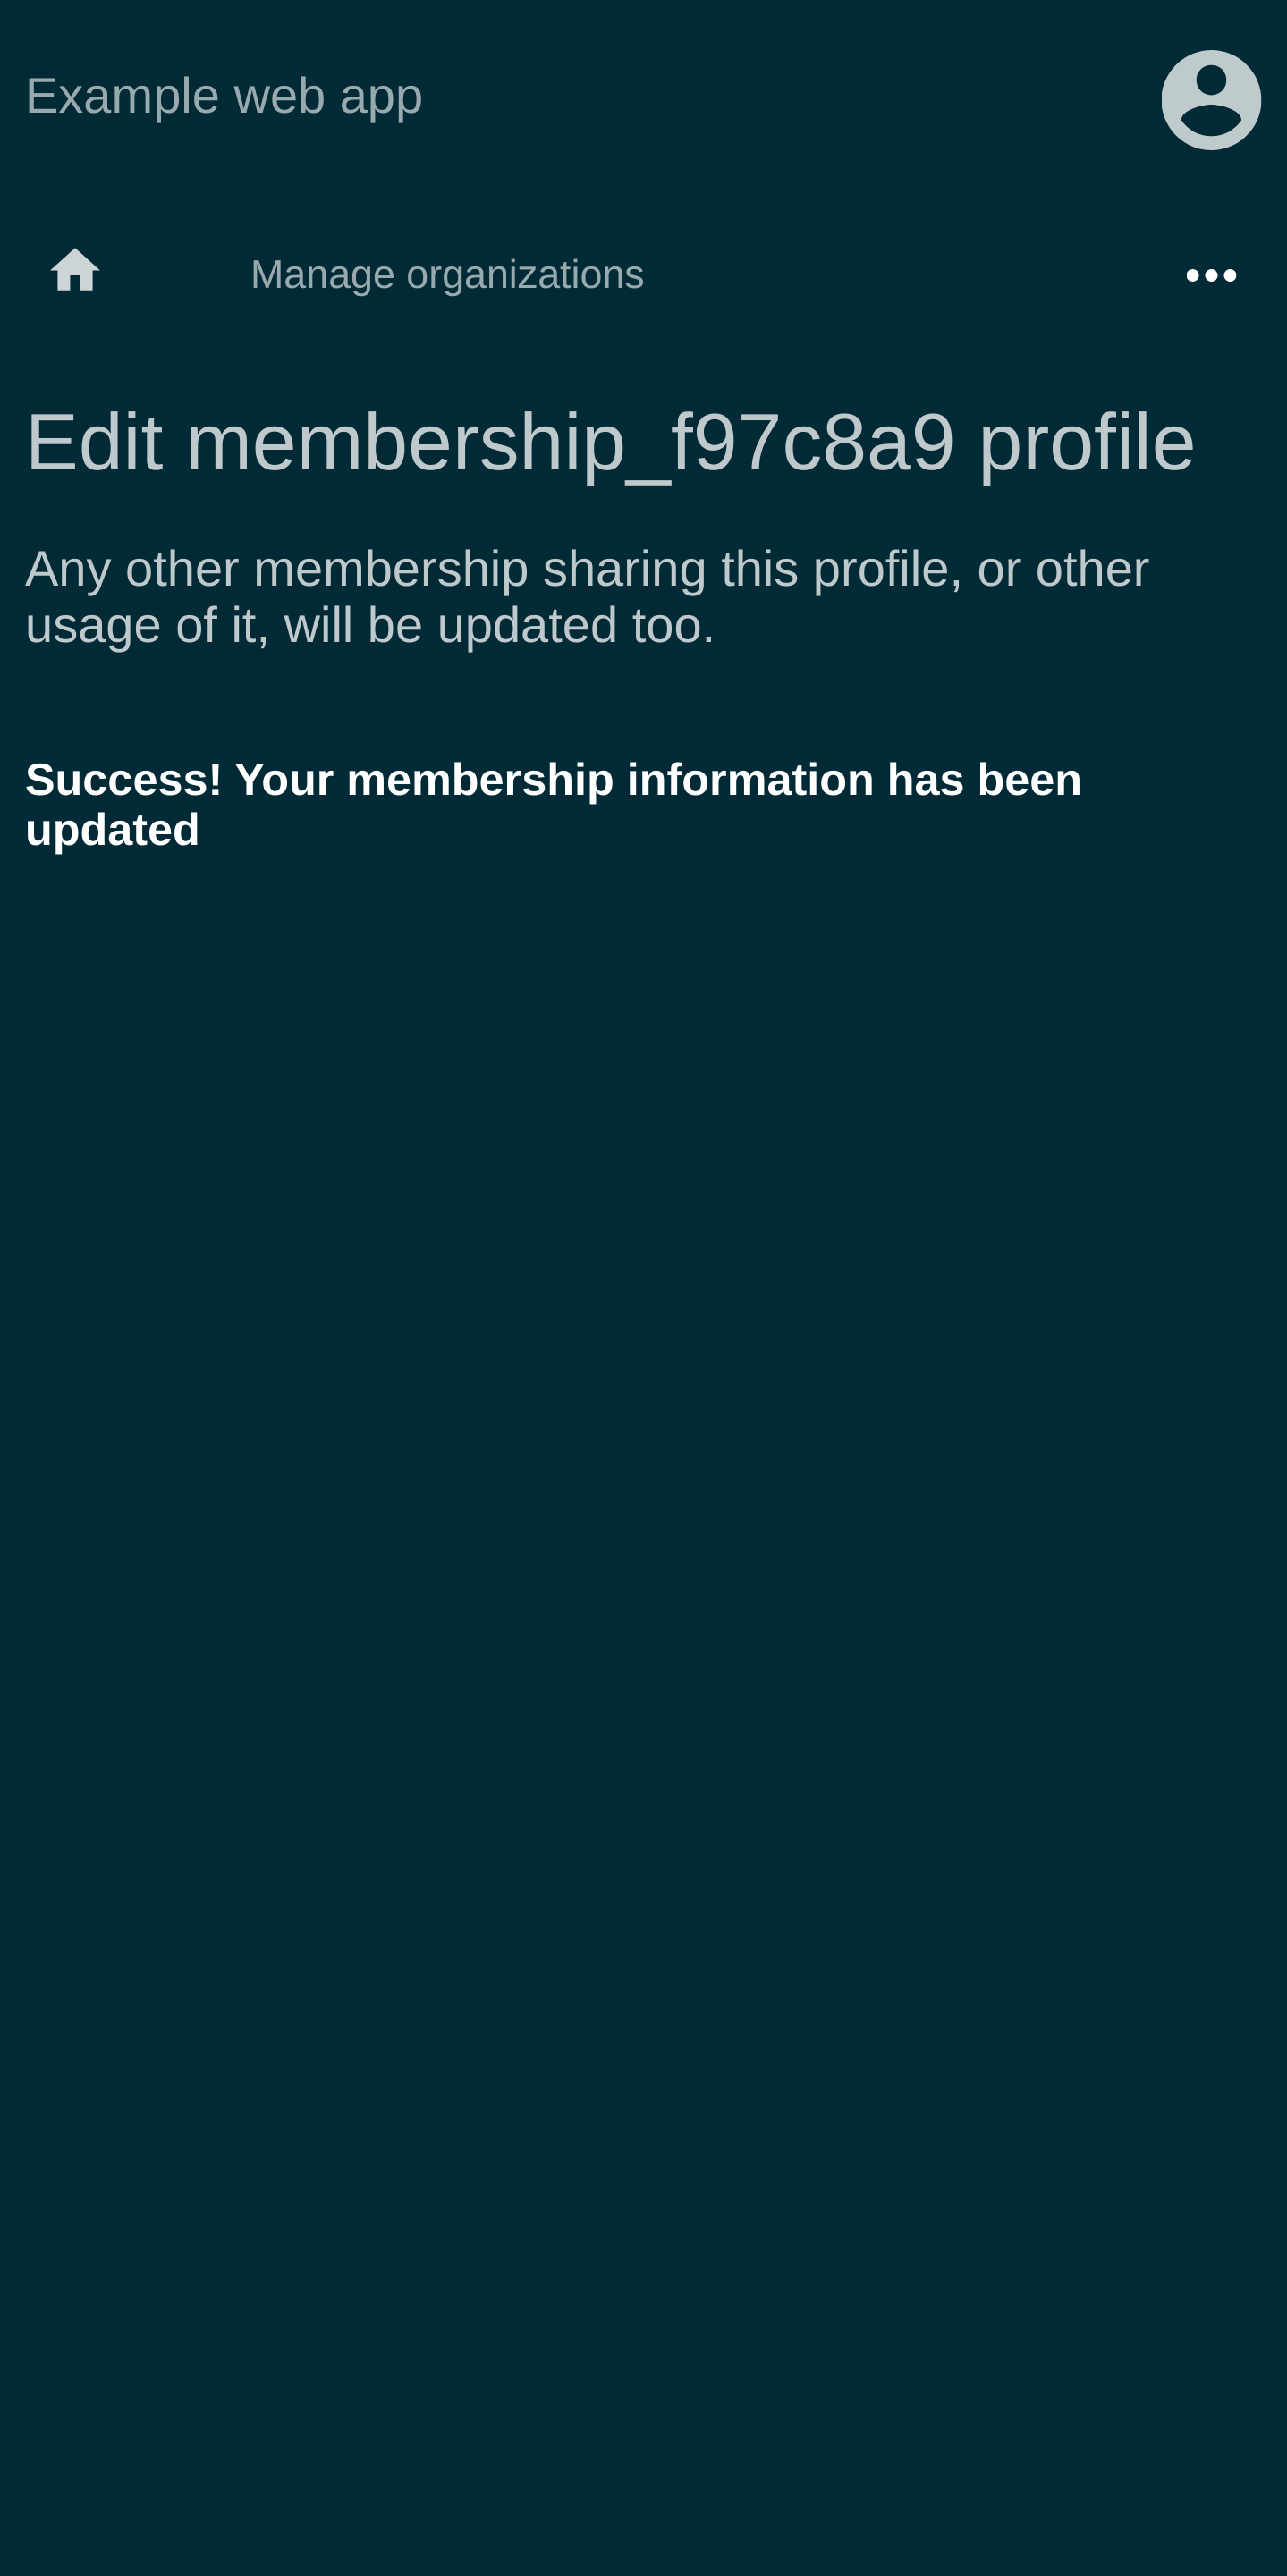 Example web app
Manage organizations
Edit membership_f97c8a9 profile
Any other membership sharing this profile, or other
usage of it, will be updated too.
Success! Your membership information has been
updated